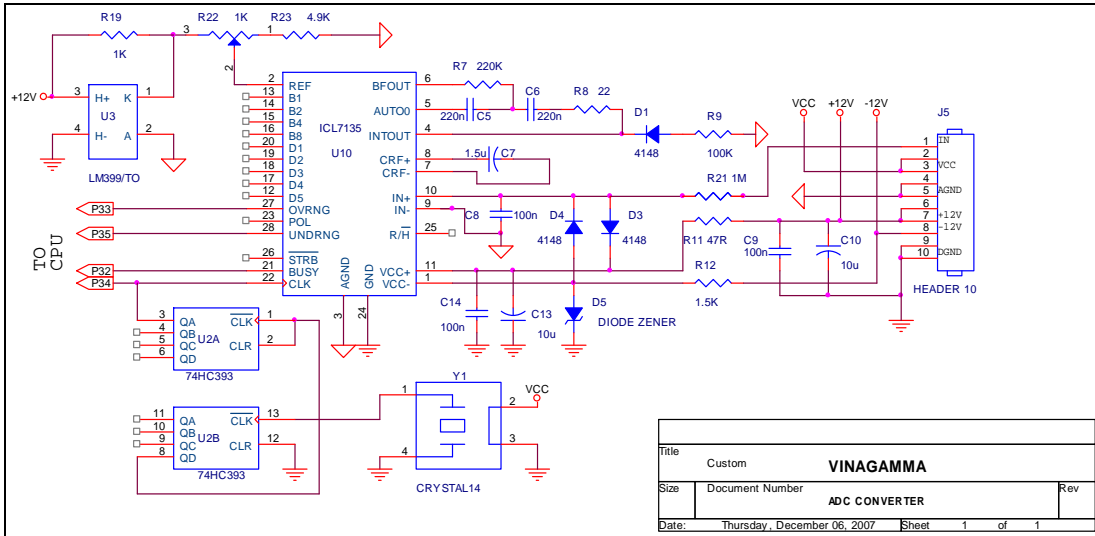 R19
1K
R22
1K
R23
4.9K
3
1
2
+12V
3
H+
K
1
U3
4
H-
A
2
LM399/TO
2
REF
13
B1
14
B2
15
B4
16
B8
20
D1
19
D2
18
D3
17
D4
12
D5
27
OVRNG
23
POL
28
UNDRNG
26
STRB
21
BUSY
22
CLK
ICL7135
U10
BFOUT
6
AUTO0
5
INTOUT
4
CRF+
8
CRF-
7
IN+
10
IN-
9
R/H
25
VCC+
11
VCC-
1
AGND
3
GND
24
P33
P35
P32
P34
TO
CPU
R7 220K
220n
C5
C6
220n
R8 22
D1
4148
R9
100K
1.5u
C7
C8
100n
D4
4148
D3
4148
R21 1M
R11 47R
R12
1.5K
C14
100n
C13
10u
D5
DIODE ZENER
C9
100n
C10
10u
VCC
+12V
-12V
J5
1
IN
2
3
VCC
4
5
AGND
6
7
+12V
8
-12V
9
10
DGND
HEADER 10
3
QA
4
QB
5
QC
6
QD
CLK
1
CLR
2
U2A
74HC393
11
QA
10
QB
9
QC
8
QD
CLK
13
CLR
12
U2B
74HC393
Y1
1
4
2
3
VCC
CRYSTAL14
Title
Custom
VINAGAMMA
Size
Document Number
Rev
ADC CONVERTER
Date:
Thursday, December 06, 2007
Sheet
1
of
1